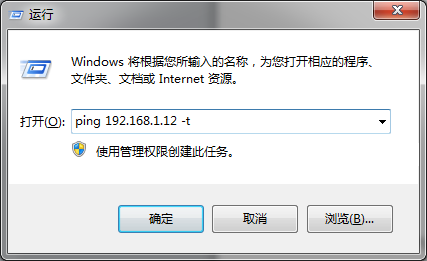 运行
Windows 将根据您所输入的名称，为您打开相应的程序、
文件夹、文档或 Internet 资源。
打开(O): ping 192.168.1.12 -t
使用管理权限创建此任务。
确定 取消 浏览(B)...